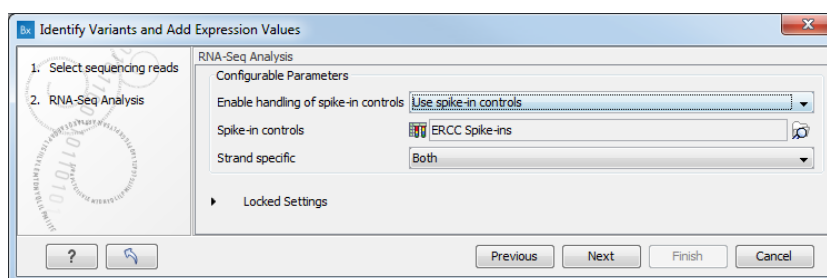 Bx Identify Variants and Add Expression Values
1. Select sequencing reads
2. RNA-Seq Analysis
RNA-Seq Analysis
Configurable Parameters
Enable handling of spike-in controls Use spike-in controls
Spike-in controls ERCC Spike-ins
Strand specific Both
Locked Settings
? Previous Next Finish Cancel